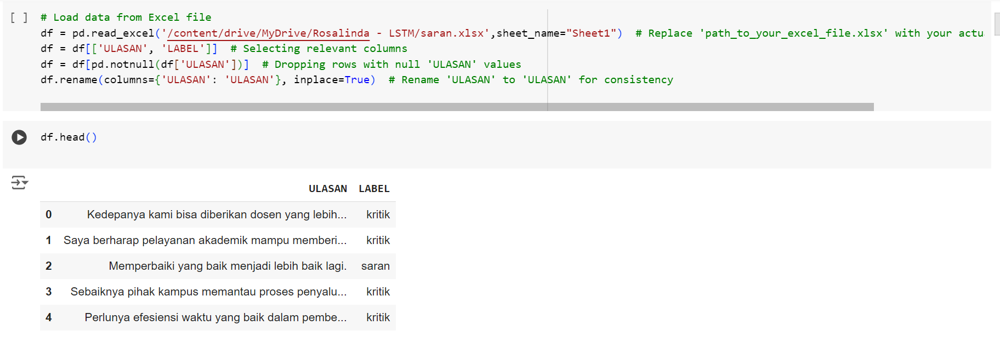 [ ] # Load data from Excel file
df = pd.read_excel('/content/drive/MyDrive/Rosalinda - LSTM/saran.xlsx',sheet_name="Sheet1")  # Replace 'path_to_your_excel_file.xlsx' with your
df = df[['ULASAN', 'LABEL']]  # Selecting relevant columns
df = df[pd.notnull(df['ULASAN'])]  # Dropping rows with null 'ULASAN' values
df.rename(columns={'ULASAN': 'ULASAN'}, inplace=True)  # Rename 'ULASAN' to 'ULASAN' for consistency
df.head()
ULASAN LABEL
0 Kedepanya kami bisa diberikan dosen yang lebih... kritik
1 Saya berharap pelayanan akademik mampu memberi... kritik
2 Memperbaiki yang baik menjadi lebih baik lagi. saran
3 Sebaiknya pihak kampus memantau proses penyalu... kritik
4 Perlunya efesiensi waktu yang baik dalam pembe... kritik